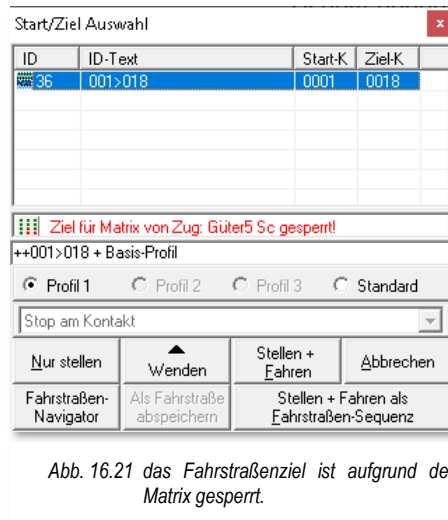 Start/Ziel Auswahl x
ID ID-Text Start-K Ziel-K
36 001>018 0001 0018
Ziel für Matrix von Zug: Güter5 Sc gesperrt!
++001>018 + Basis-Profil
Profil 1 Profil 2 Profil 3 Standard
Stop am Kontakt
Nur stellen Wenden Stellen + Fahren Abbrechen
Fahrstraßen-Navigator Als Fahrstraße abspeichern Stellen + Fahren als Fahrstraßen-Sequenz
Abb. 16.21 das Fahrstraßenziel ist aufgrund de
Matrix gesperrt.